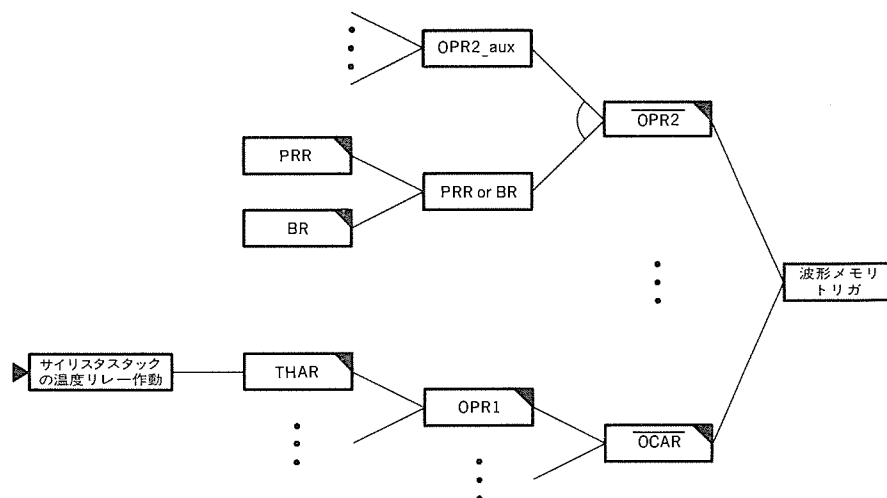 OPR2_aux
OPR2
PRR
PRR or BR
BR
波形メモリ
トリガ
サイリスタスタック
の温度リレー作動
THAR
OPR1
OCAR